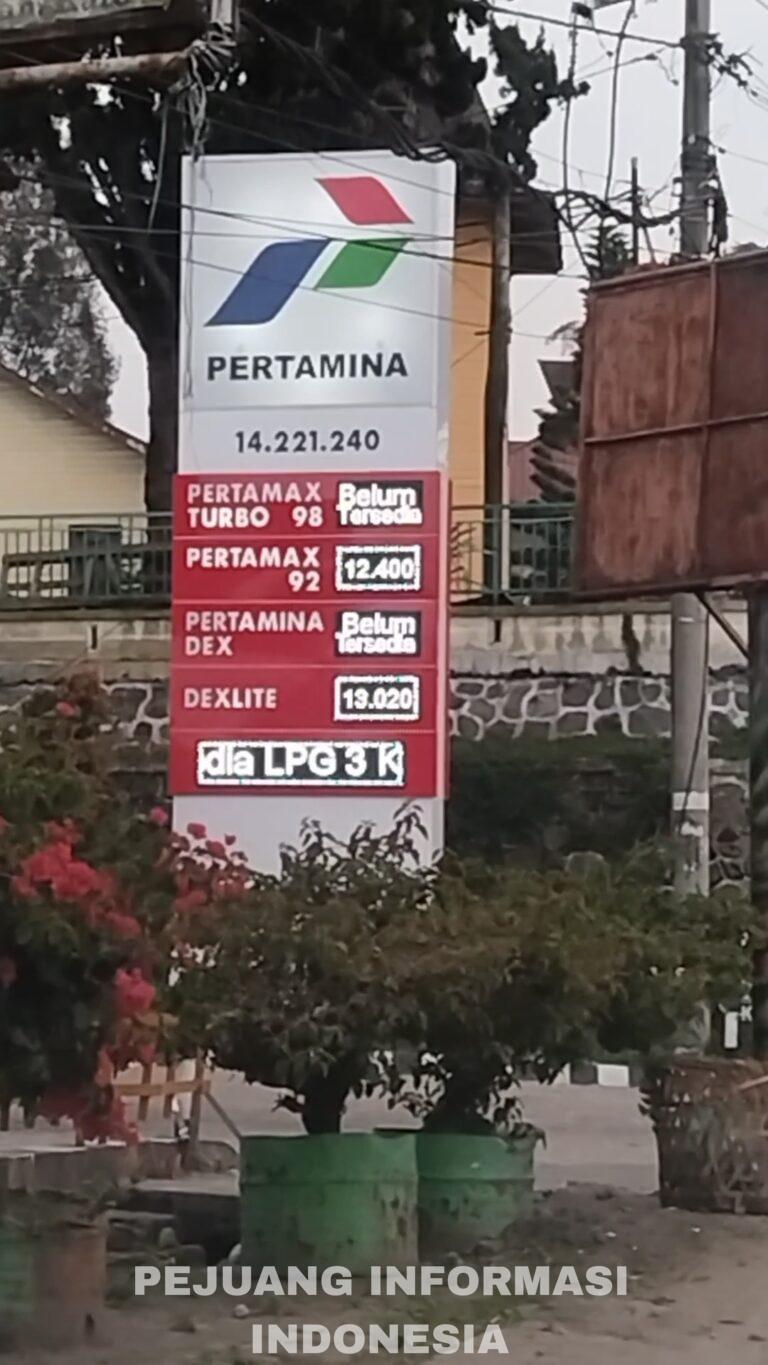 PERTAMINA
14.221.240
PERTAMAX
TURBO 98
Belum
Tersedia
PERTAMAX
92
12.400
PERTAMINA
DEX
Belum
Tersedia
DEXLITE
13.020
dia LPG 3 K
PEJUANG INFORMASI
INDONESIA